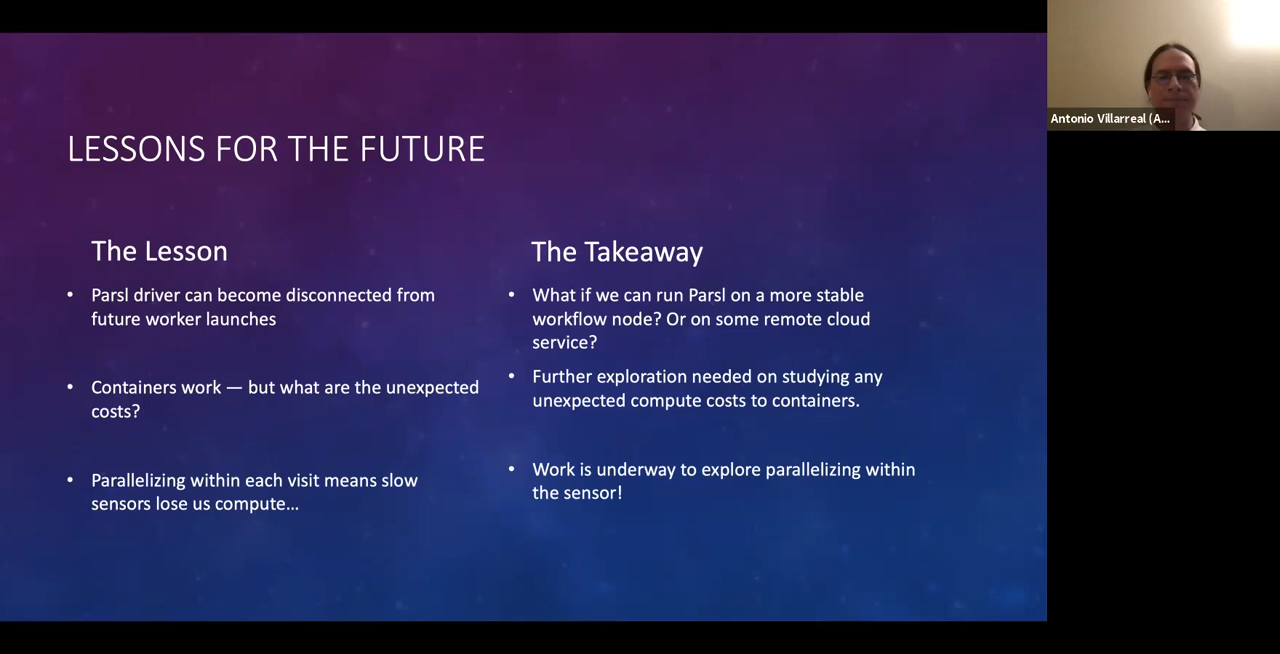 LESSONS FOR THE FUTURE
The Lesson
• Parsl driver can become disconnected from
future worker launches
• Containers work — but what are the unexpected
costs?
• Parallelizing within each visit means slow
sensors lose us compute...
The Takeaway
• What if we can run Parsl on a more stable
workflow node? Or on some remote cloud
service?
• Further exploration needed on studying any
unexpected compute costs to containers.
• Work is underway to explore parallelizing within
the sensor!
Antonio Villarreal (A...